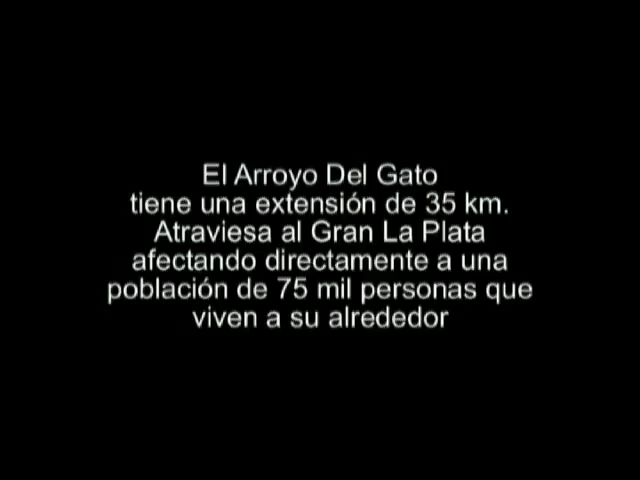 El Arroyo Del Gato
tiene una extensión de 35 km.
Atraviesa al Gran La Plata
afectando directamente a una
población de 75 mil personas que
viven a su alrededor